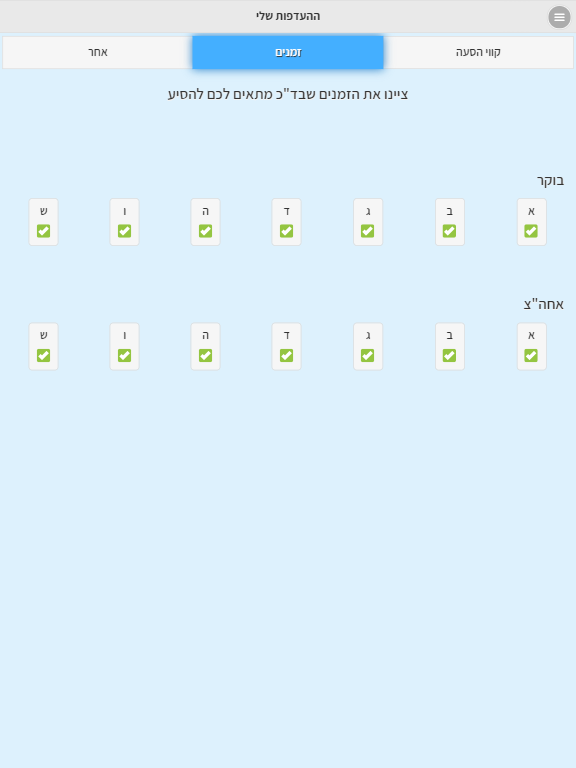 ההעדפות שלי
קווי הסעה זמנים אחר
ציינו את הזמנים שבד"כ מתאים לכם להסיע
בוקר
א ב ג ד ה ו ש
אחה"צ
א ב ג ד ה ו ש